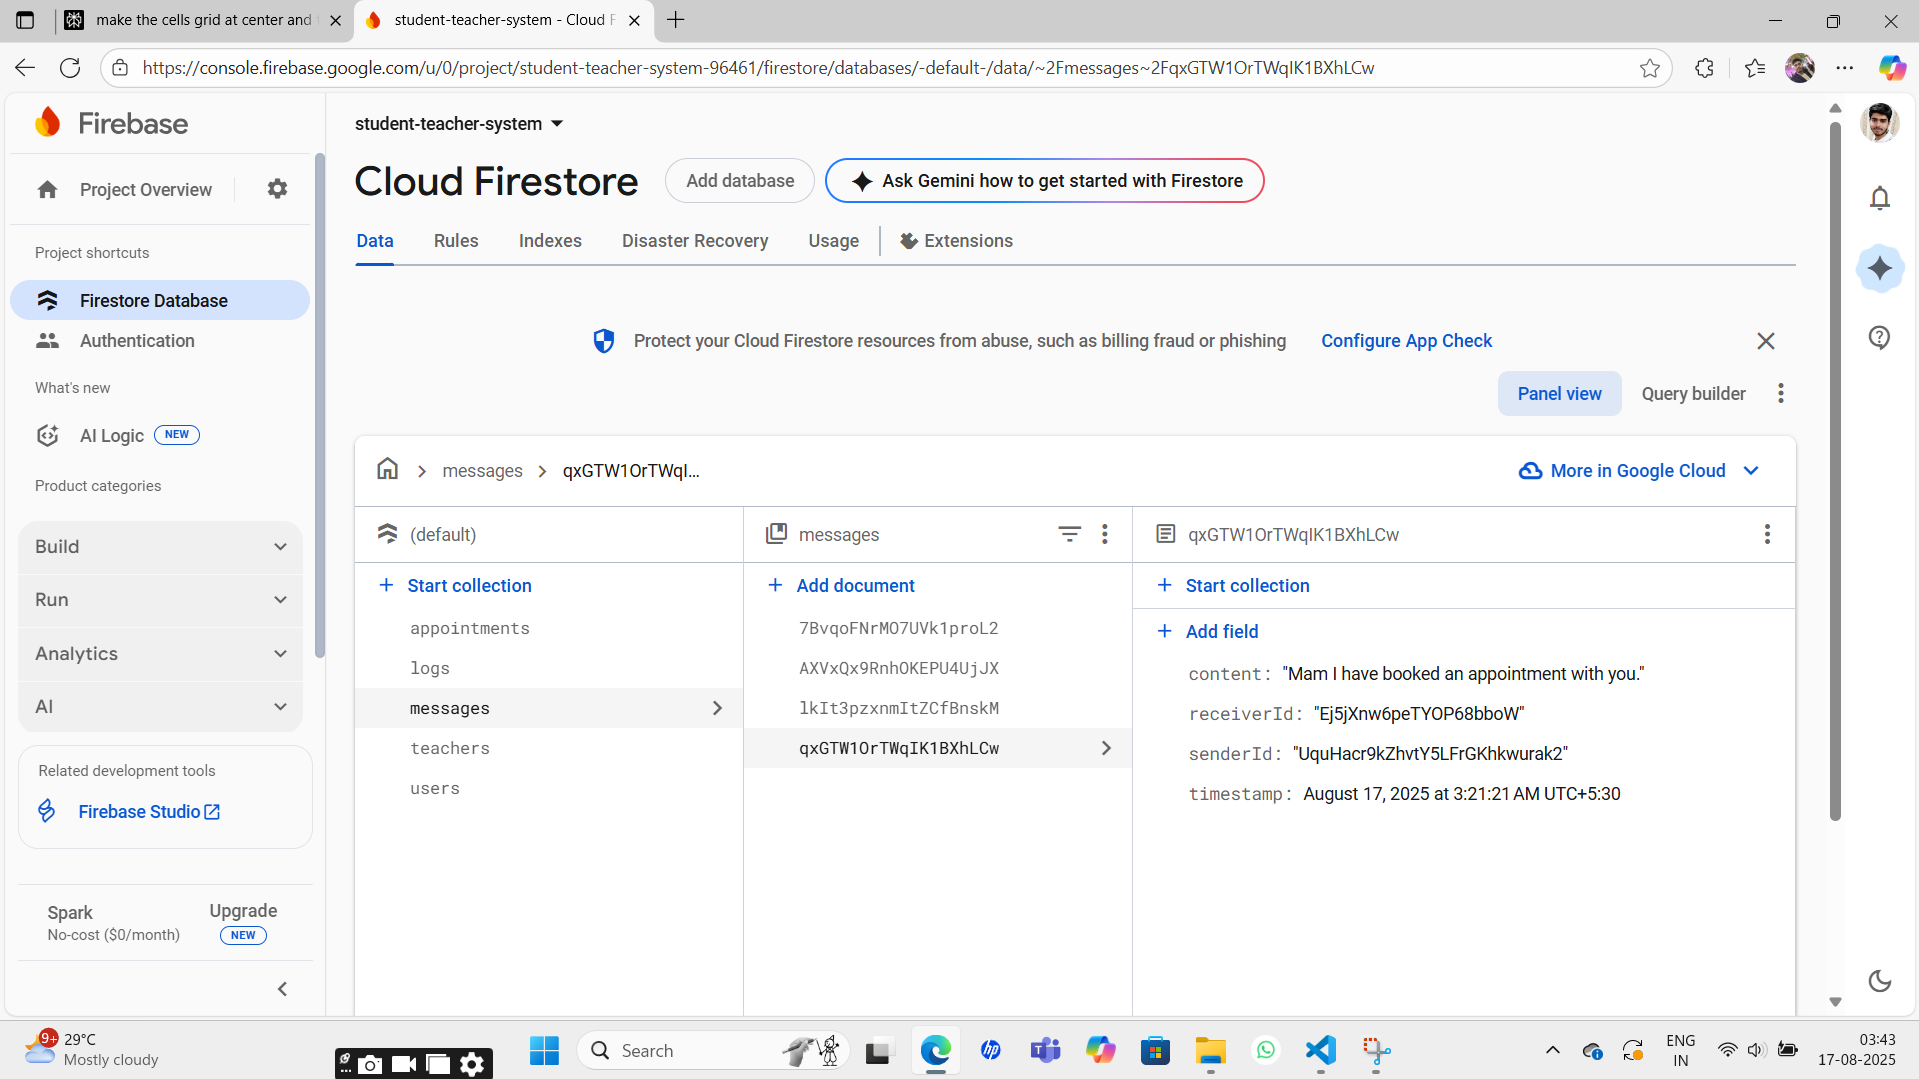 make the cells grid at center and
student-teacher-system - Cloud F
https://console.firebase.google.com/u/0/project/student-teacher-system-96461/firestore/databases/-default-/data/~2Fmessages~2FqxGTW1OrTWqIK1BXhLCw
Firebase
student-teacher-system
Cloud Firestore
Add database
Ask Gemini how to get started with Firestore
Project Overview
Data
Rules
Indexes
Disaster Recovery
Usage
Extensions
Project shortcuts
Firestore Database
Authentication
What's new
AI Logic
NEW
Product categories
Build
Run
Analytics
AI
Related development tools
Firebase Studio
Spark
No-cost ($0/month)
Upgrade
NEW
Protect your Cloud Firestore resources from abuse, such as billing fraud or phishing
Configure App Check
Panel view
Query builder
messages
qxGTW1OrTWqI...
More in Google Cloud
(default)
Start collection
appointments
logs
messages
teachers
users
messages
Add document
7BvqoFNrMO7UVk1proL2
AXVxQx9RnhOKEPU4UjJX
lkIt3pzxnmItZCfBnskM
qxGTW1OrTWqIK1BXhLCw
qxGTW1OrTWqIK1BXhLCw
Start collection
Add field
content: "Mam I have booked an appointment with you."
receiverId: "Ej5jXnw6peTYOP68bboW"
senderId: "UquHacr9kZhvtY5LFrGKhkwurak2"
timestamp: August 17, 2025 at 3:21:21 AM UTC+5:30
9+
29°C
Mostly cloudy
Search
hp
ENG
IN
03:43
17-08-2025